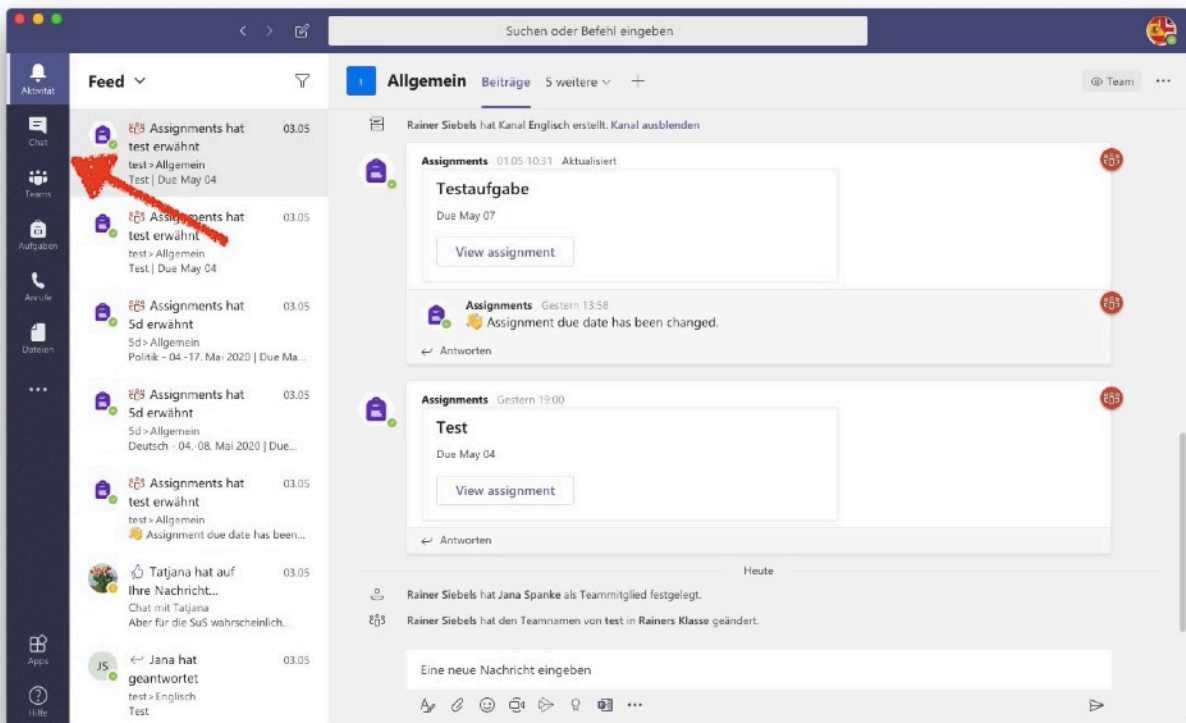 Suchen oder Befehl eingeben
Aktivität
Chat
Teams
Aufgaben
Anrufe
Dateien
Apps
Hilfe
Feed
Assignments hat 03.05
test erwähnt
test > Allgemein
Test | Due May 04
Assignments hat 03.05
test erwähnt
test > Allgemein
Test | Due May 04
Assignments hat 03.05
5d erwähnt
5d > Allgemein
Politik - 04.-17. Mai 2020 | Due Ma...
Assignments hat 03.05
5d erwähnt
5d > Allgemein
Deutsch - 04.-08. Mai 2020 | Due...
Assignments hat 03.05
test erwähnt
test > Allgemein
👋 Assignment due date has been...
Tatjana hat auf 03.05
Ihre Nachricht...
Chat mit Tatjana
Aber für die SuS wahrscheinlich...
JS
Jana hat 03.05
geantwortet
test > Englisch
Test
Allgemein Beiträge 5 weitere + Team ...
Rainer Siebels hat Kanal Englisch erstellt. Kanal ausblenden
Assignments 01.05 10:31 Aktualisiert
Testaufgabe
Due May 07
View assignment
Assignments Gestern 13:58
👋 Assignment due date has been changed.
Antworten
Assignments Gestern 19:00
Test
Due May 04
View assignment
Antworten
Heute
Rainer Siebels hat Jana Spanke als Teammitglied festgelegt.
Rainer Siebels hat den Teamnamen von test in Rainers Klasse geändert.
Eine neue Nachricht eingeben